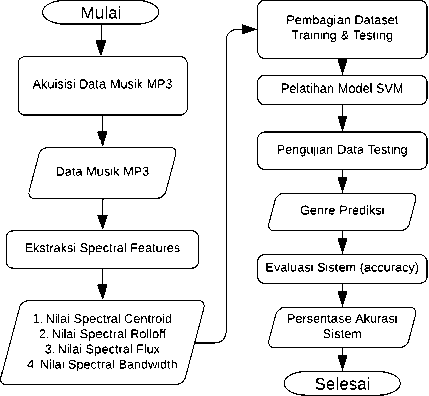 Mulai
Akuisisi Data Musik MP3
Data Musik MP3
Ekstraksi Spectral Features
1. Nilai Spectral Centroid
2. Nilai Spectral Rolloff
3. Nilai Spectral Flux
4. Nilai Spectral Bandwidth
Pembagian Dataset
Training & Testing
Pelatihan Model SVM
Pengujian Data Testing
Genre Prediksi
Evaluasi Sistem (accuracy)
Persentase Akurasi
Sistem
Selesai